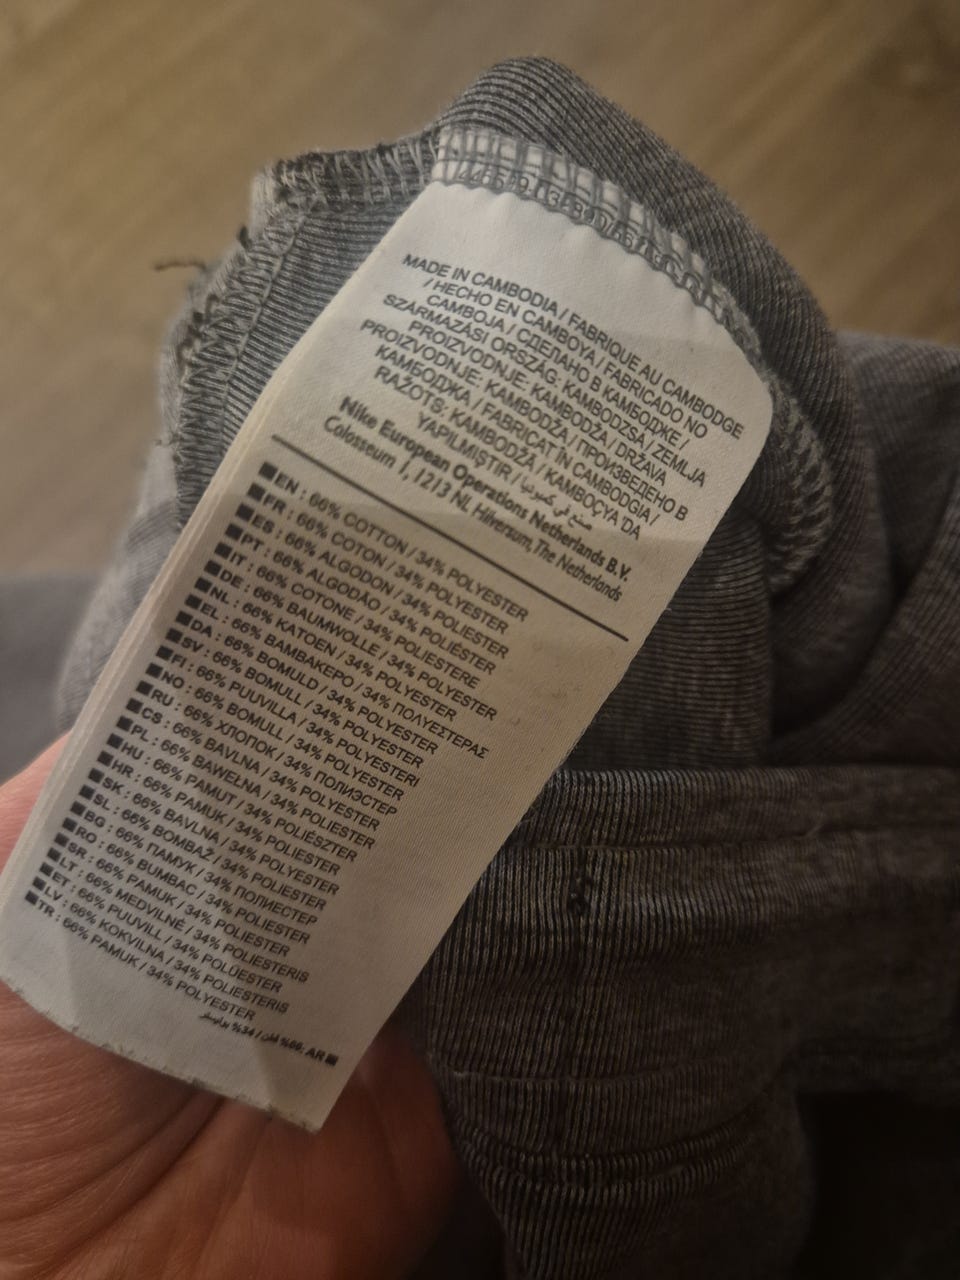 MADE IN CAMBODIA / FABRIQUE AU CAMBODGE
/ HECHO EN CAMBOYA / FABRICADO NO
CAMBOJA / СДЕЛАНО В КАМБОДЖЕ /
SZÁRMAZÁSI ORSZÁG: KAMBODZSA / ZEMLJA
PROIZVODNJE: KAMBODŽA / DRŽAVA
PROIZVODNJE: KAMBODŽA / ПРОИЗВЕДЕНО В
КАМБОДЖА / FABRICAT ÎN CAMBODGIA /
RAŽOTS: KAMBODŽĀ / KAMBOÇYA 'DA
YAPILMIŞTIR / صنع في كمبوديا
Nike European Operations Netherlands B.V.
Colosseum 1, 1213 NL Hilversum, The Netherlands
EN : 66% COTTON / 34% POLYESTER
FR : 66% COTON / 34% POLYESTER
ES : 66% ALGODON / 34% POLIESTER
PT : 66% ALGODÃO / 34% POLIÉSTER
IT : 66% COTONE / 34% POLIESTERE
DE : 66% BAUMWOLLE / 34% POLYESTER
NL : 66% KATOEN / 34% POLYESTER
EL : 66% ΒΑΜΒΑΚΕΡΟ / 34% ΠΟΛΥΕΣΤΕΡΑΣ
DA : 66% BOMULD / 34% POLYESTER
SV : 66% BOMULL / 34% POLYESTER
FI : 66% PUUVILLA / 34% POLYESTERI
NO : 66% BOMULL / 34% POLYESTER
RU : 66% ХЛОПОК / 34% ПОЛИЭСТЕР
CS : 66% BAVLNA / 34% POLYESTER
PL : 66% BAWEŁNA / 34% POLIESTER
HU : 66% PAMUT / 34% POLIÉSZTER
HR : 66% PAMUK / 34% POLIESTER
SK : 66% BAVLNA / 34% POLYESTER
SL : 66% BOMBAŽ / 34% POLIESTER
BG : 66% ПАМУК / 34% ПОЛИЕСТЕР
RO : 66% BUMBAC / 34% POLIESTER
SR : 66% PAMUK / 34% POLIESTER
LT : 66% MEDVILNĖ / 34% POLIESTERIS
ET : 66% PUUVILL / 34% POLÜESTER
LV : 66% KOKVILNA / 34% POLIESTERIS
TR : 66% PAMUK / 34% POLYESTER
AR :66% قطن / 34% بوليستر